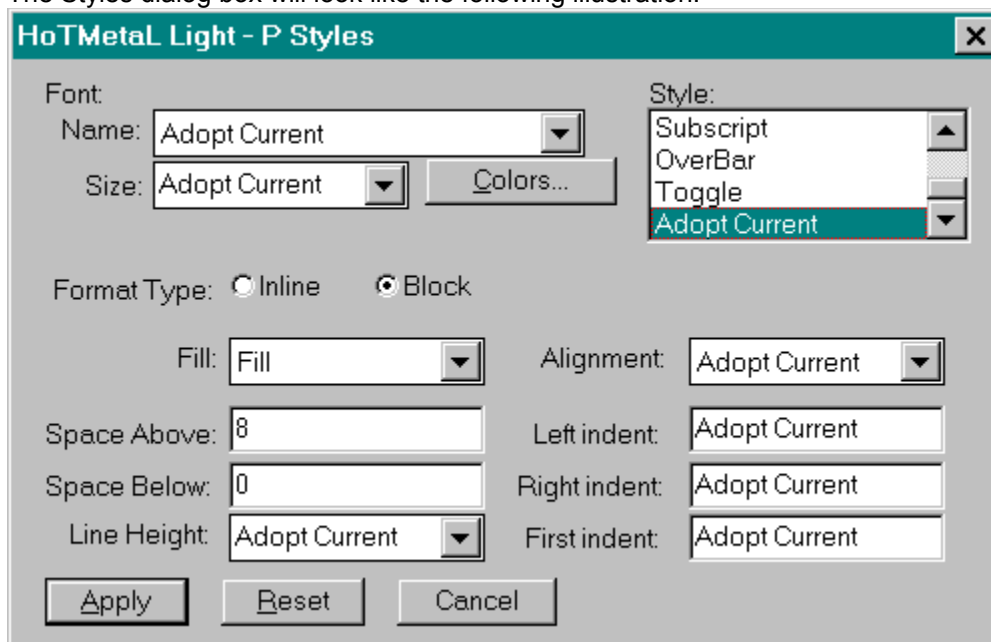 The Styles dialog box will look like the following illustration.
HoTMetaL Light - P Styles
Font:
Name: Adopt Current
Size: Adopt Current
Colors...
Style:
Subscript
OverBar
Toggle
Adopt Current
Format Type: Inline Block
Fill: Fill
Alignment: Adopt Current
Space Above: 8
Left indent: Adopt Current
Space Below: 0
Right indent: Adopt Current
Line Height: Adopt Current
First indent: Adopt Current
Apply Reset Cancel